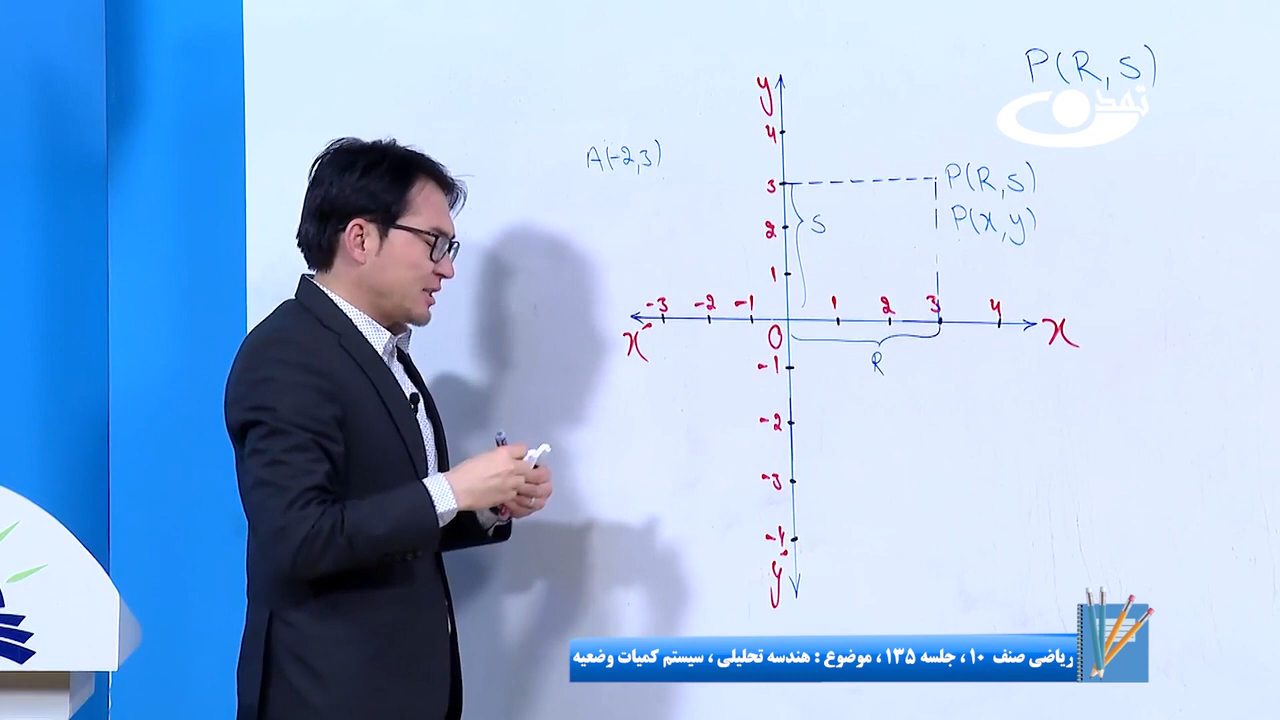 P(R,S)
تمدن
y
4
A(-2,3)
3
P(R,S)
2
S
P(x,y)
1
-3 -2 -1 1 2 3 4
x'
0
x
-1
R
-2
-3
-4
y'
ریاضی صنف ۱۰ ، جلسه ۱۳۵ ، موضوع : هندسه تحلیلی ، سیستم کمیات وضعیه